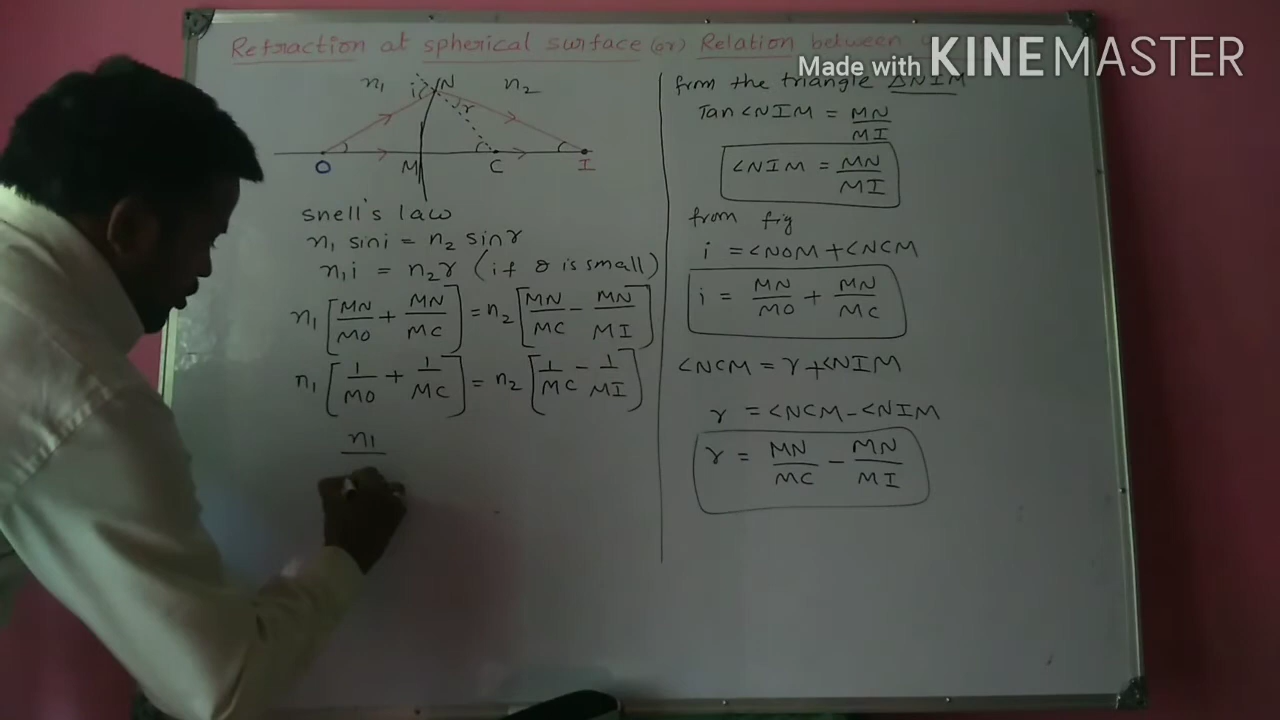 Refraction at spherical surface (or) Relation between
Made with KINEMASTER
n1 i N n2
r
O M C I
snell's law
n1 sini = n2 sinr
n1i = n2r (if θ is small)
n1 [MN/MO + MN/MC] = n2 [MN/MC - MN/MI]
n1 [1/MO + 1/MC] = n2 [1/MC - 1/MI]
n1
from the triangle ΔNIM
Tan<NIM = MN/MI
<NIM = MN/MI
from fig
i = <NOM + <NCM
i = MN/MO + MN/MC
<NCM = r + <NIM
r = <NCM - <NIM
r = MN/MC - MN/MI